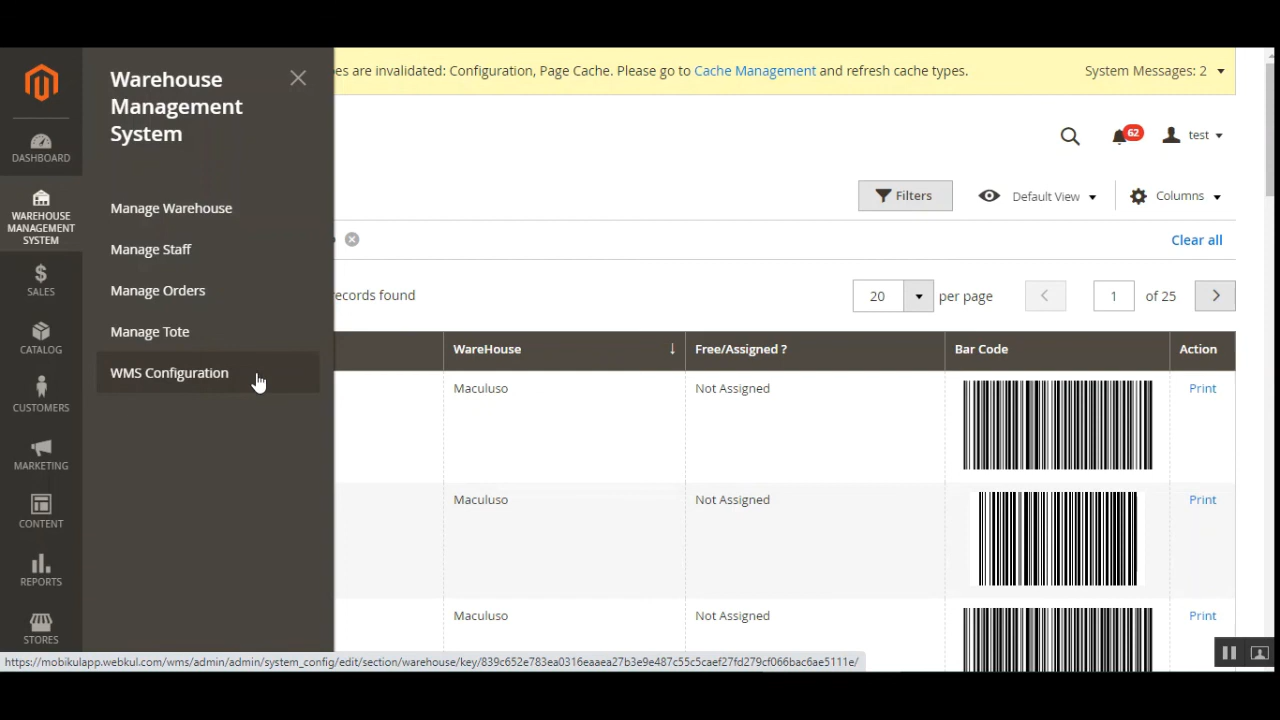 Warehouse
Management
System
es are invalidated: Configuration, Page Cache. Please go to Cache Management and refresh cache types.
System Messages: 2
62
test
DASHBOARD
WAREHOUSE
MANAGEMENT
SYSTEM
SALES
CATALOG
CUSTOMERS
MARKETING
CONTENT
REPORTS
STORES
Manage Warehouse
Manage Staff
Manage Orders
Manage Tote
WMS Configuration
Filters
Default View
Columns
Clear all
ecords found
20
per page
1
of 25
WareHouse
Free/Assigned ?
Bar Code
Action
Maculuso
Not Assigned
Print
Maculuso
Not Assigned
Print
Maculuso
Not Assigned
Print
https://mobikulapp.webkul.com/wms/admin/admin/system_config/edit/section/warehouse/key/839c652e783ea0316eaaea27b3e9e487c55c5caef27fd279cf066bac6ae5111e/